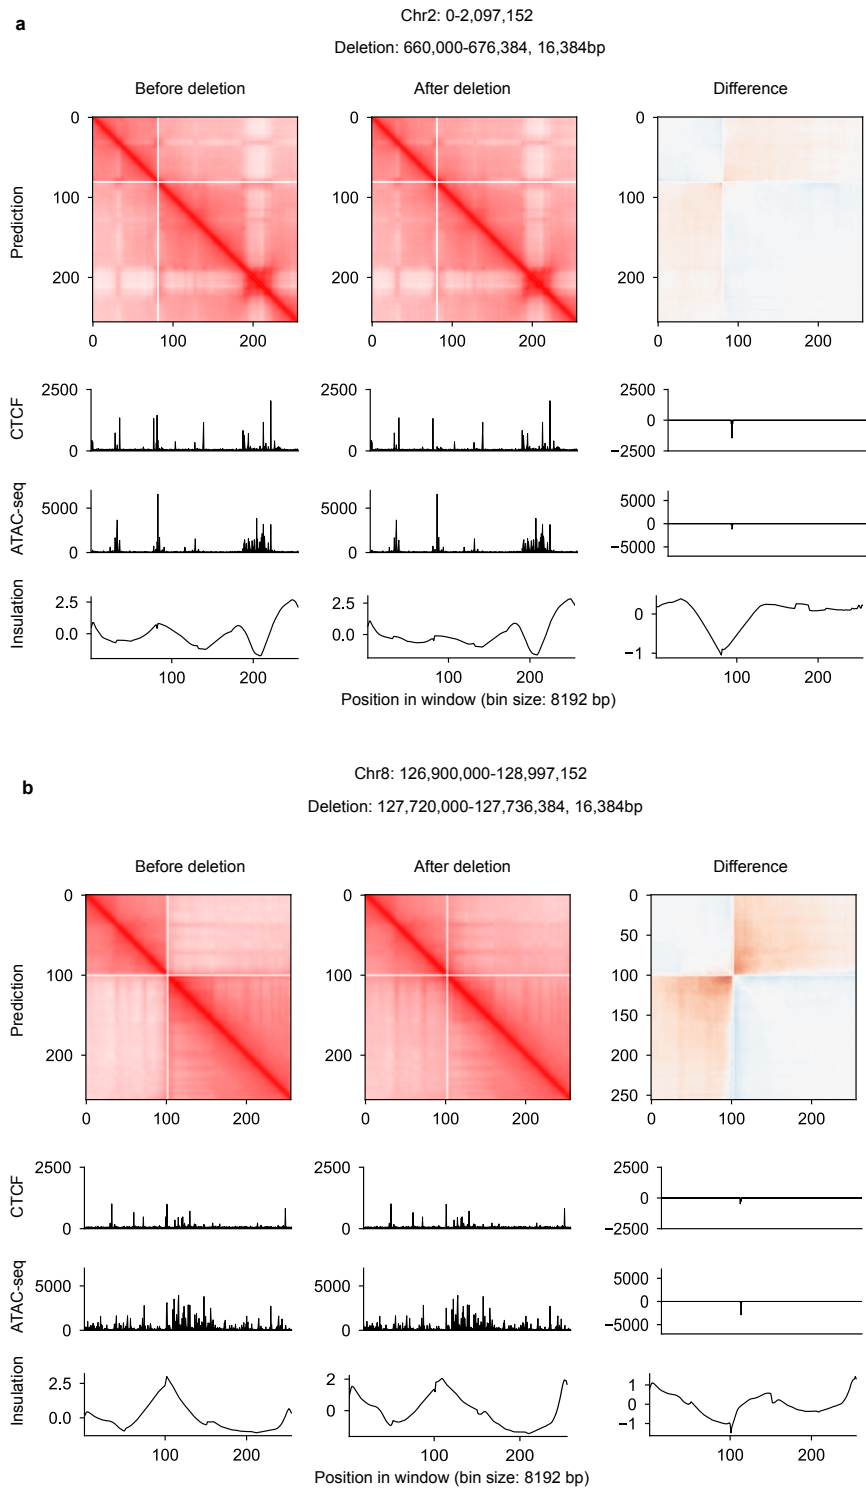 a
Chr2: 0-2,097,152
Deletion: 660,000-676,384, 16,384bp
Before deletion
After deletion
Difference
Prediction
0
100
200
0 100 200
0
100
200
0 100 200
0
100
200
0 100 200
CTCF
2500
0
2500
0
2500
0
−2500
ATAC-seq
5000
0
5000
0
5000
0
−5000
Insulation
2.5
0.0
100 200
2.5
0.0
100 200
0
−1
100 200
Position in window (bin size: 8192 bp)
b
Chr8: 126,900,000-128,997,152
Deletion: 127,720,000-127,736,384, 16,384bp
Before deletion
After deletion
Difference
Prediction
0
100
200
0 100 200
0
100
200
0 100 200
0
50
100
150
200
250
0 100 200
CTCF
2500
0
2500
0
2500
0
−2500
ATAC-seq
5000
0
5000
0
5000
0
−5000
Insulation
2.5
0.0
100 200
2
0
100 200
1
0
−1
100 200
Position in window (bin size: 8192 bp)